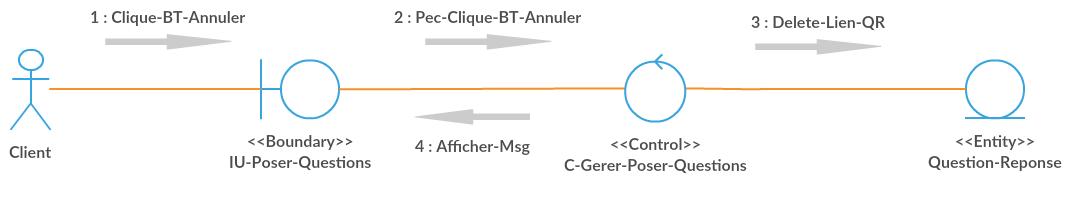 1 : Clique-BT-Annuler
2 : Pec-Clique-BT-Annuler
3 : Delete-Lien-QR
4 : Afficher-Msg
Client
<<Boundary>>
IU-Poser-Questions
<<Control>>
C-Gerer-Poser-Questions
<<Entity>>
Question-Reponse